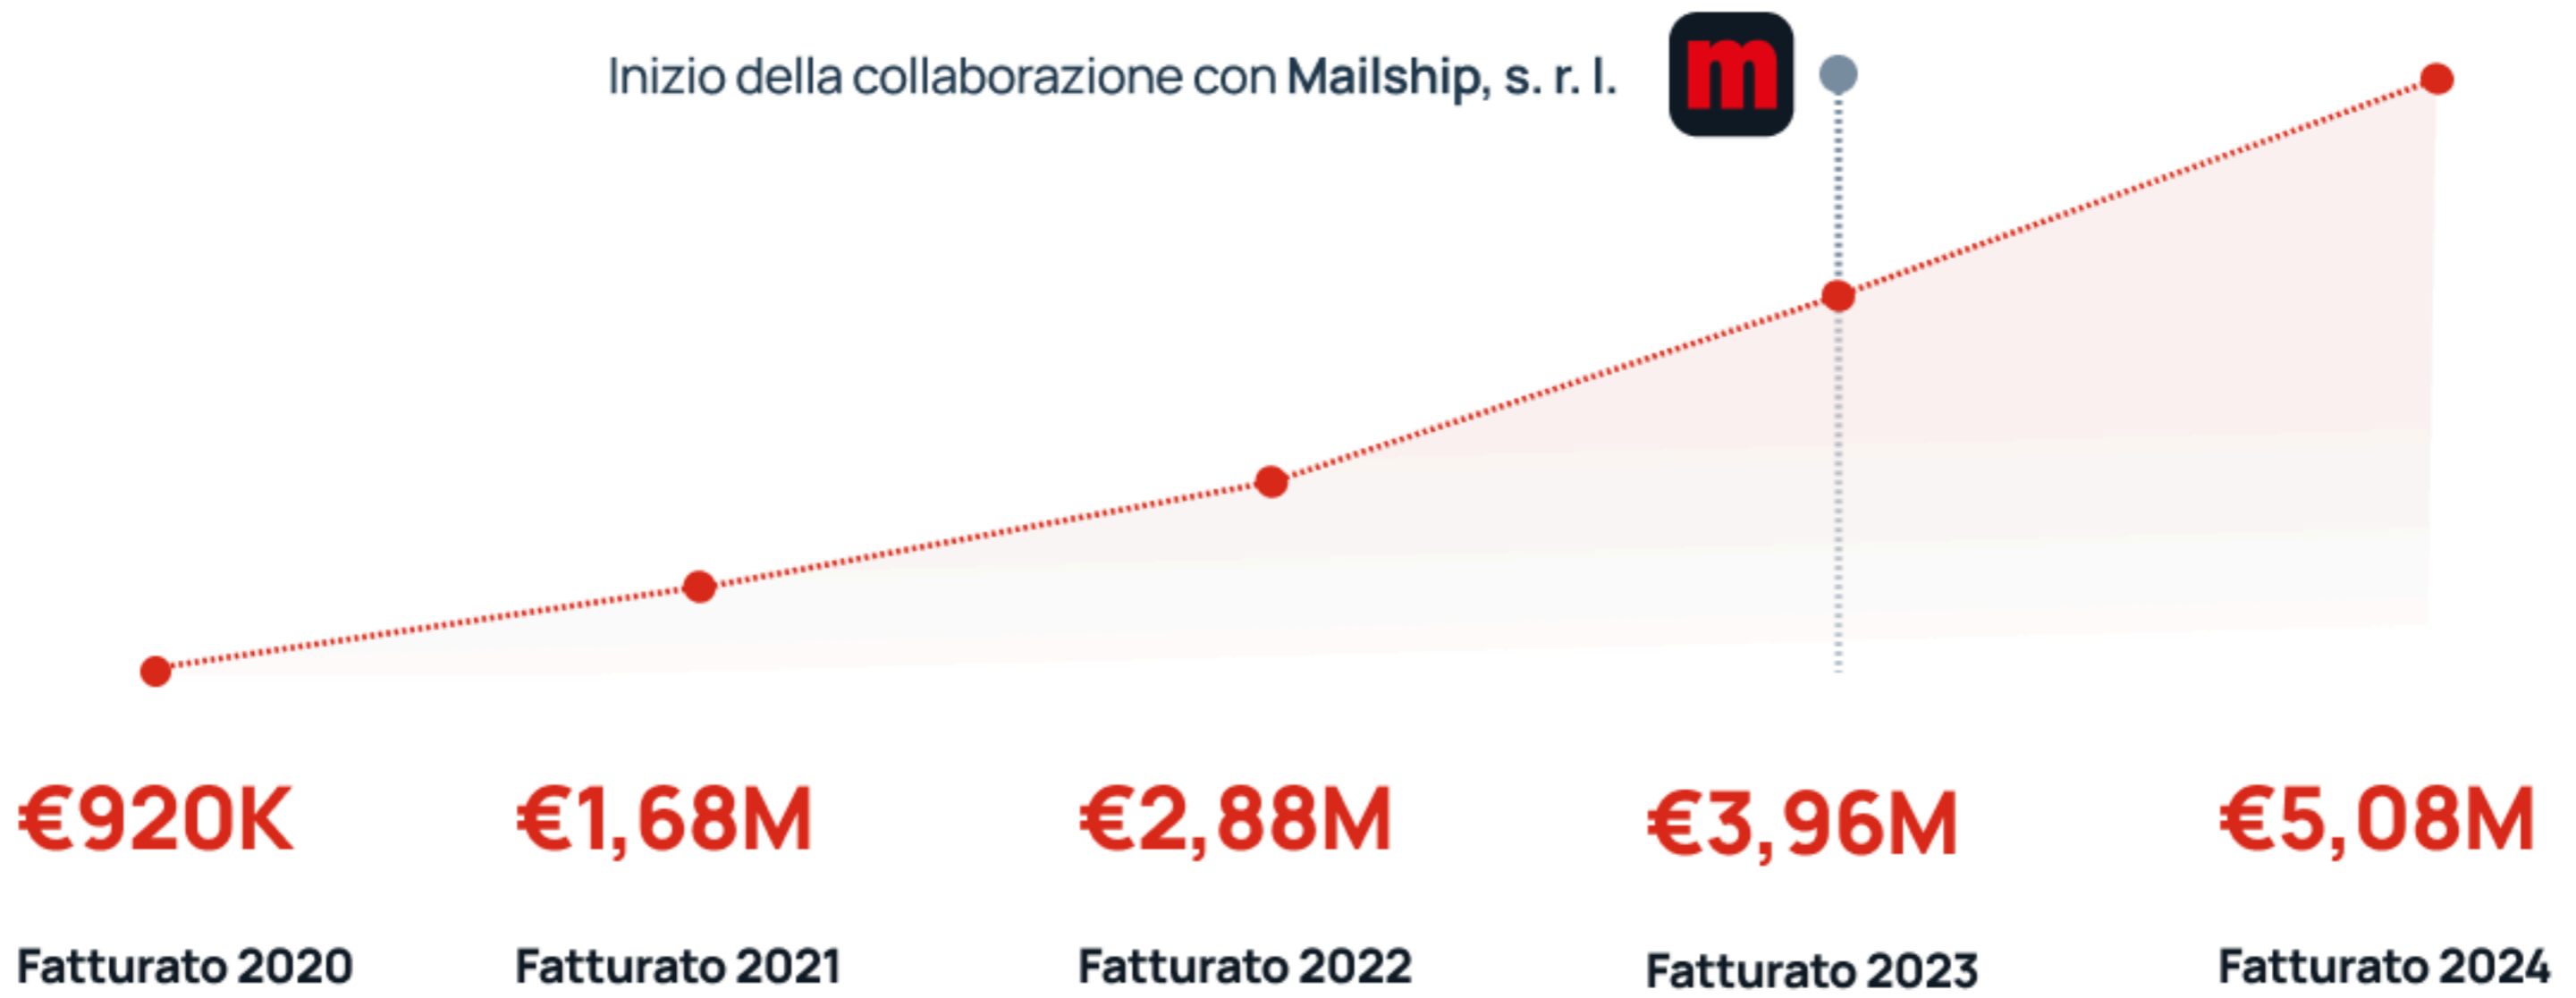 Inizio della collaborazione con Mailship, s. r. l.
m
€920K
€1,68M
€2,88M
€3,96M
€5,08M
Fatturato 2020
Fatturato 2021
Fatturato 2022
Fatturato 2023
Fatturato 2024